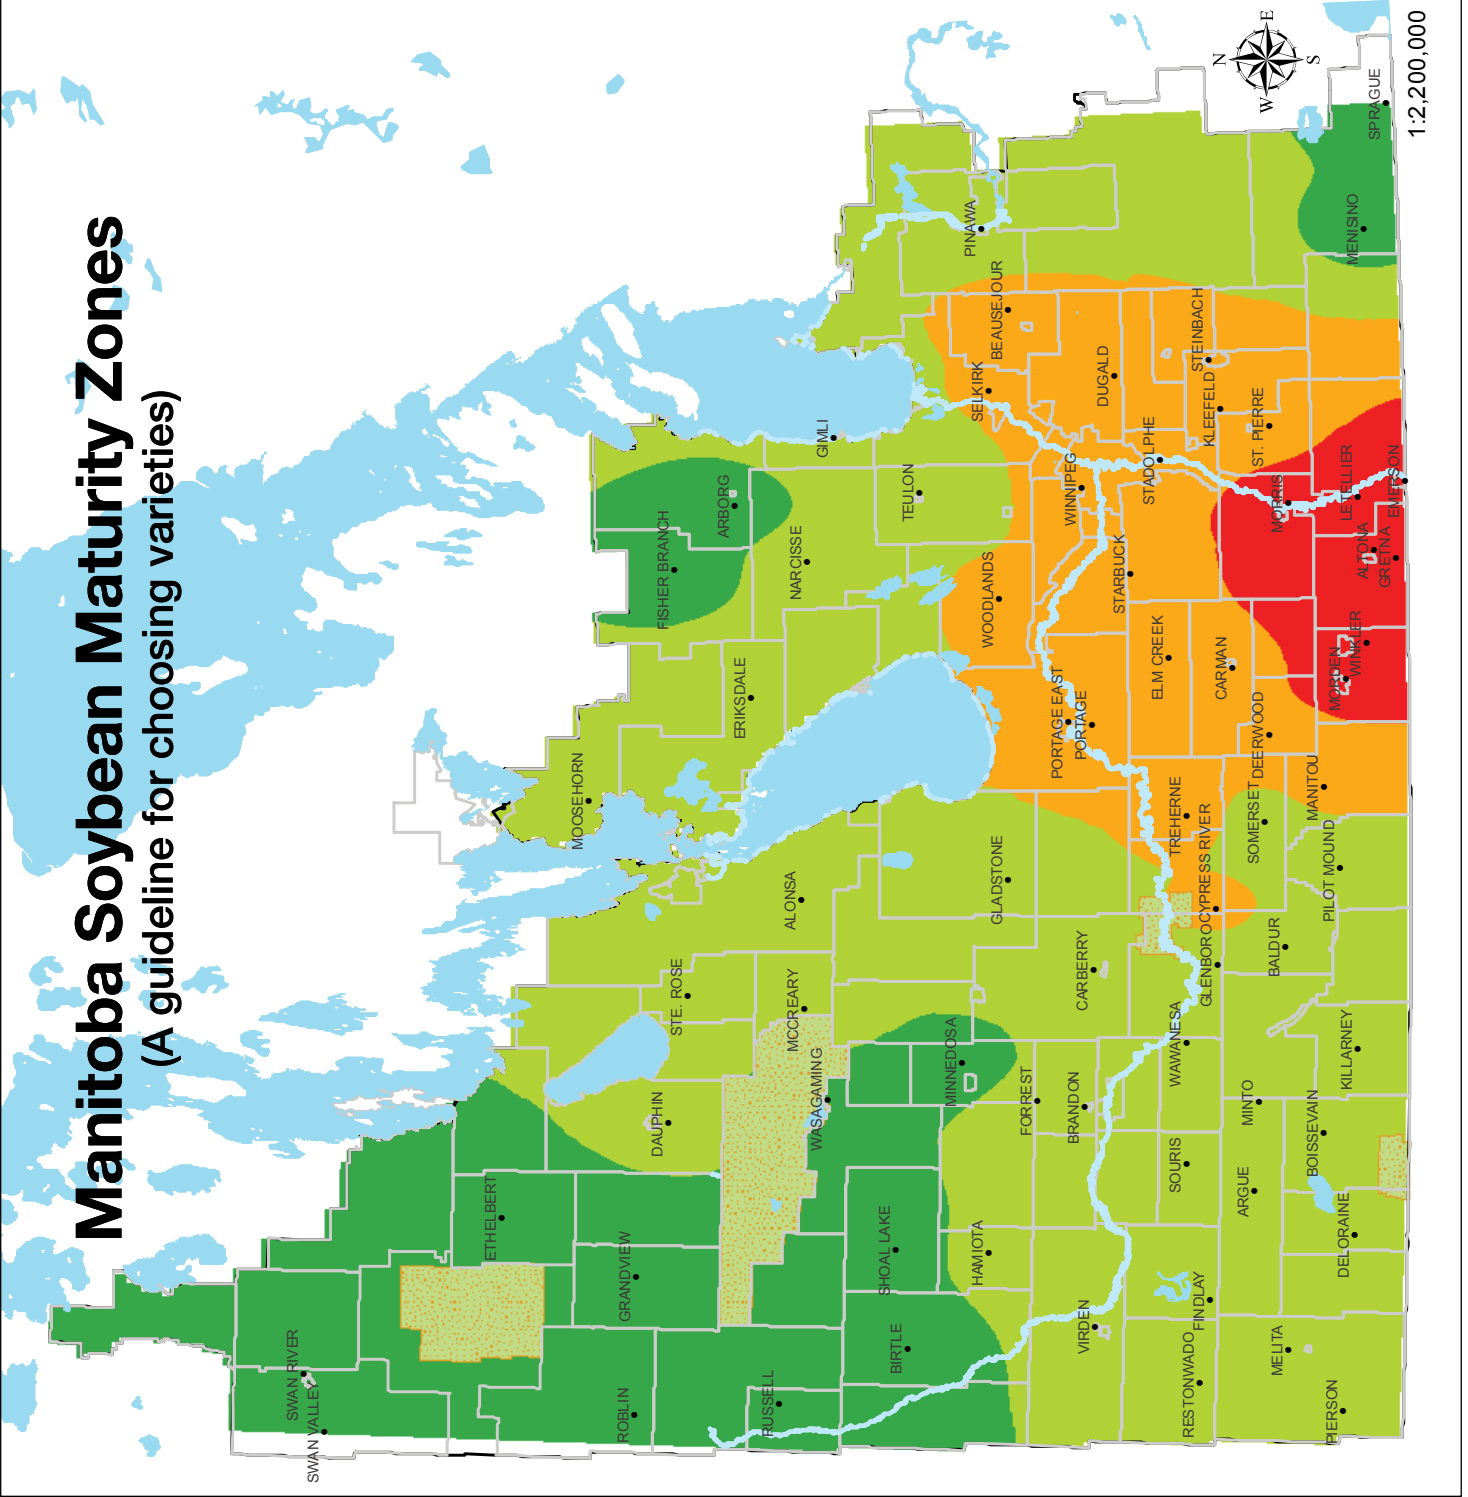 Manitoba Soybean Maturity Zones
(A guideline for choosing varieties)
SWAN RIVER
SWAN VALLEY
ETHELBERT
GRANDVIEW
ROBLIN
RUSSELL
DAUPHIN
STE. ROSE
MCCREARY
WASAGAMING
MOOSEHORN
ERIKSDALE
FISHER BRANCH
ARBORG
NARCISSE
GIMLI
TEULON
ALONSA
SHOAL LAKE
BIRTLE
MINNEDOSA
HAMIOTA
GLADSTONE
WOODLANDS
SELKIRK
BEAUSEJOUR
PINAWA
FORREST
BRANDON
VIRDEN
CARBERRY
PORTAGE EAST
PORTAGE
WINNIPEG
DUGALD
STARBUCK
STADOLPHE
ELM CREEK
TREHERNE
WAWANESA
SOURIS
RESTONWADO
FINDLAY
GLENBORO
CYPRESS RIVER
CARMAN
KLEEFELD
STEINBACH
ST. PIERRE
DEERWOOD
SOMERSET
BALDUR
MINTO
ARGUE
MELITA
MORRIS
MANITOU
PILOT MOUND
BOISSEVAIN
KILLARNEY
DELORAINE
PIERSON
MORDEN
WINKLER
ALTONA
GRETNA
LETELLIER
EMERSON
MENISINO
SPRAGUE
N
W
E
S
1:2,200,000